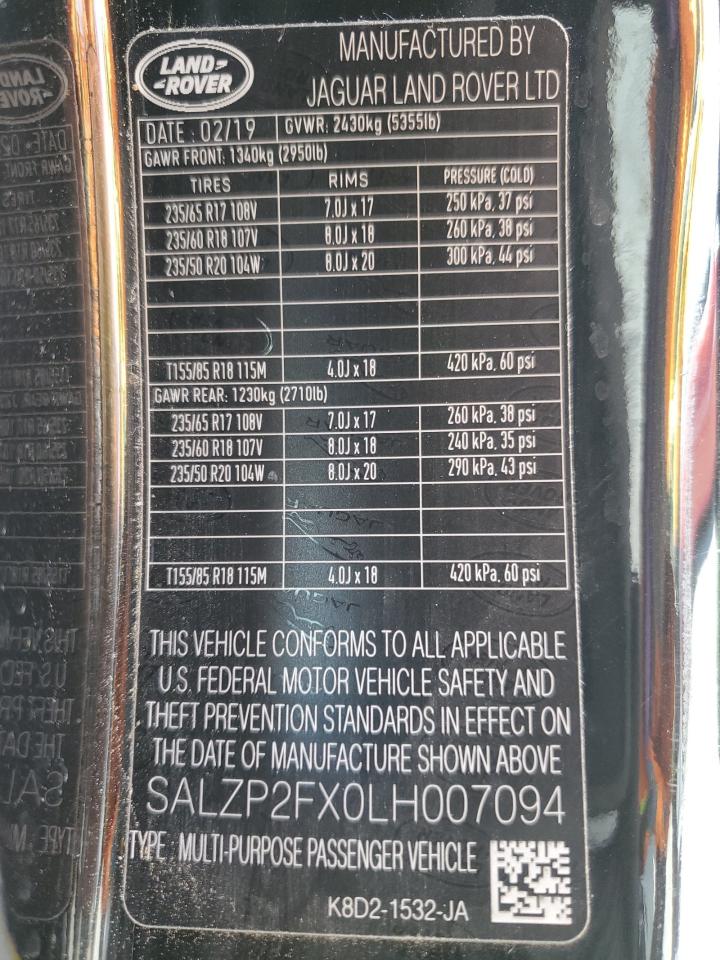 LAND-
-ROVER
MANUFACTURED BY
JAGUAR LAND ROVER LTD
DATE : 02/19 GVWR: 2430kg (5355lb)
GAWR FRONT: 1340kg (2950lb)
TIRES RIMS PRESSURE (COLD)
235/65 R17 108V 7.0J x 17 250 kPa, 37 psi
235/60 R18 107V 8.0J x 18 260 kPa, 38 psi
235/50 R20 104W 8.0J x 20 300 kPa, 44 psi
T155/85 R18 115M 4.0J x 18 420 kPa, 60 psi
GAWR REAR: 1230kg (2710lb)
235/65 R17 108V 7.0J x 17 260 kPa, 38 psi
235/60 R18 107V 8.0J x 18 240 kPa, 35 psi
235/50 R20 104W 8.0J x 20 290 kPa, 43 psi
T155/85 R18 115M 4.0J x 18 420 kPa, 60 psi
THIS VEHICLE CONFORMS TO ALL APPLICABLE
U.S. FEDERAL MOTOR VEHICLE SAFETY AND
THEFT PREVENTION STANDARDS IN EFFECT ON
THE DATE OF MANUFACTURE SHOWN ABOVE
SALZP2FX0LH007094
TYPE : MULTI-PURPOSE PASSENGER VEHICLE
K8D2-1532-JA